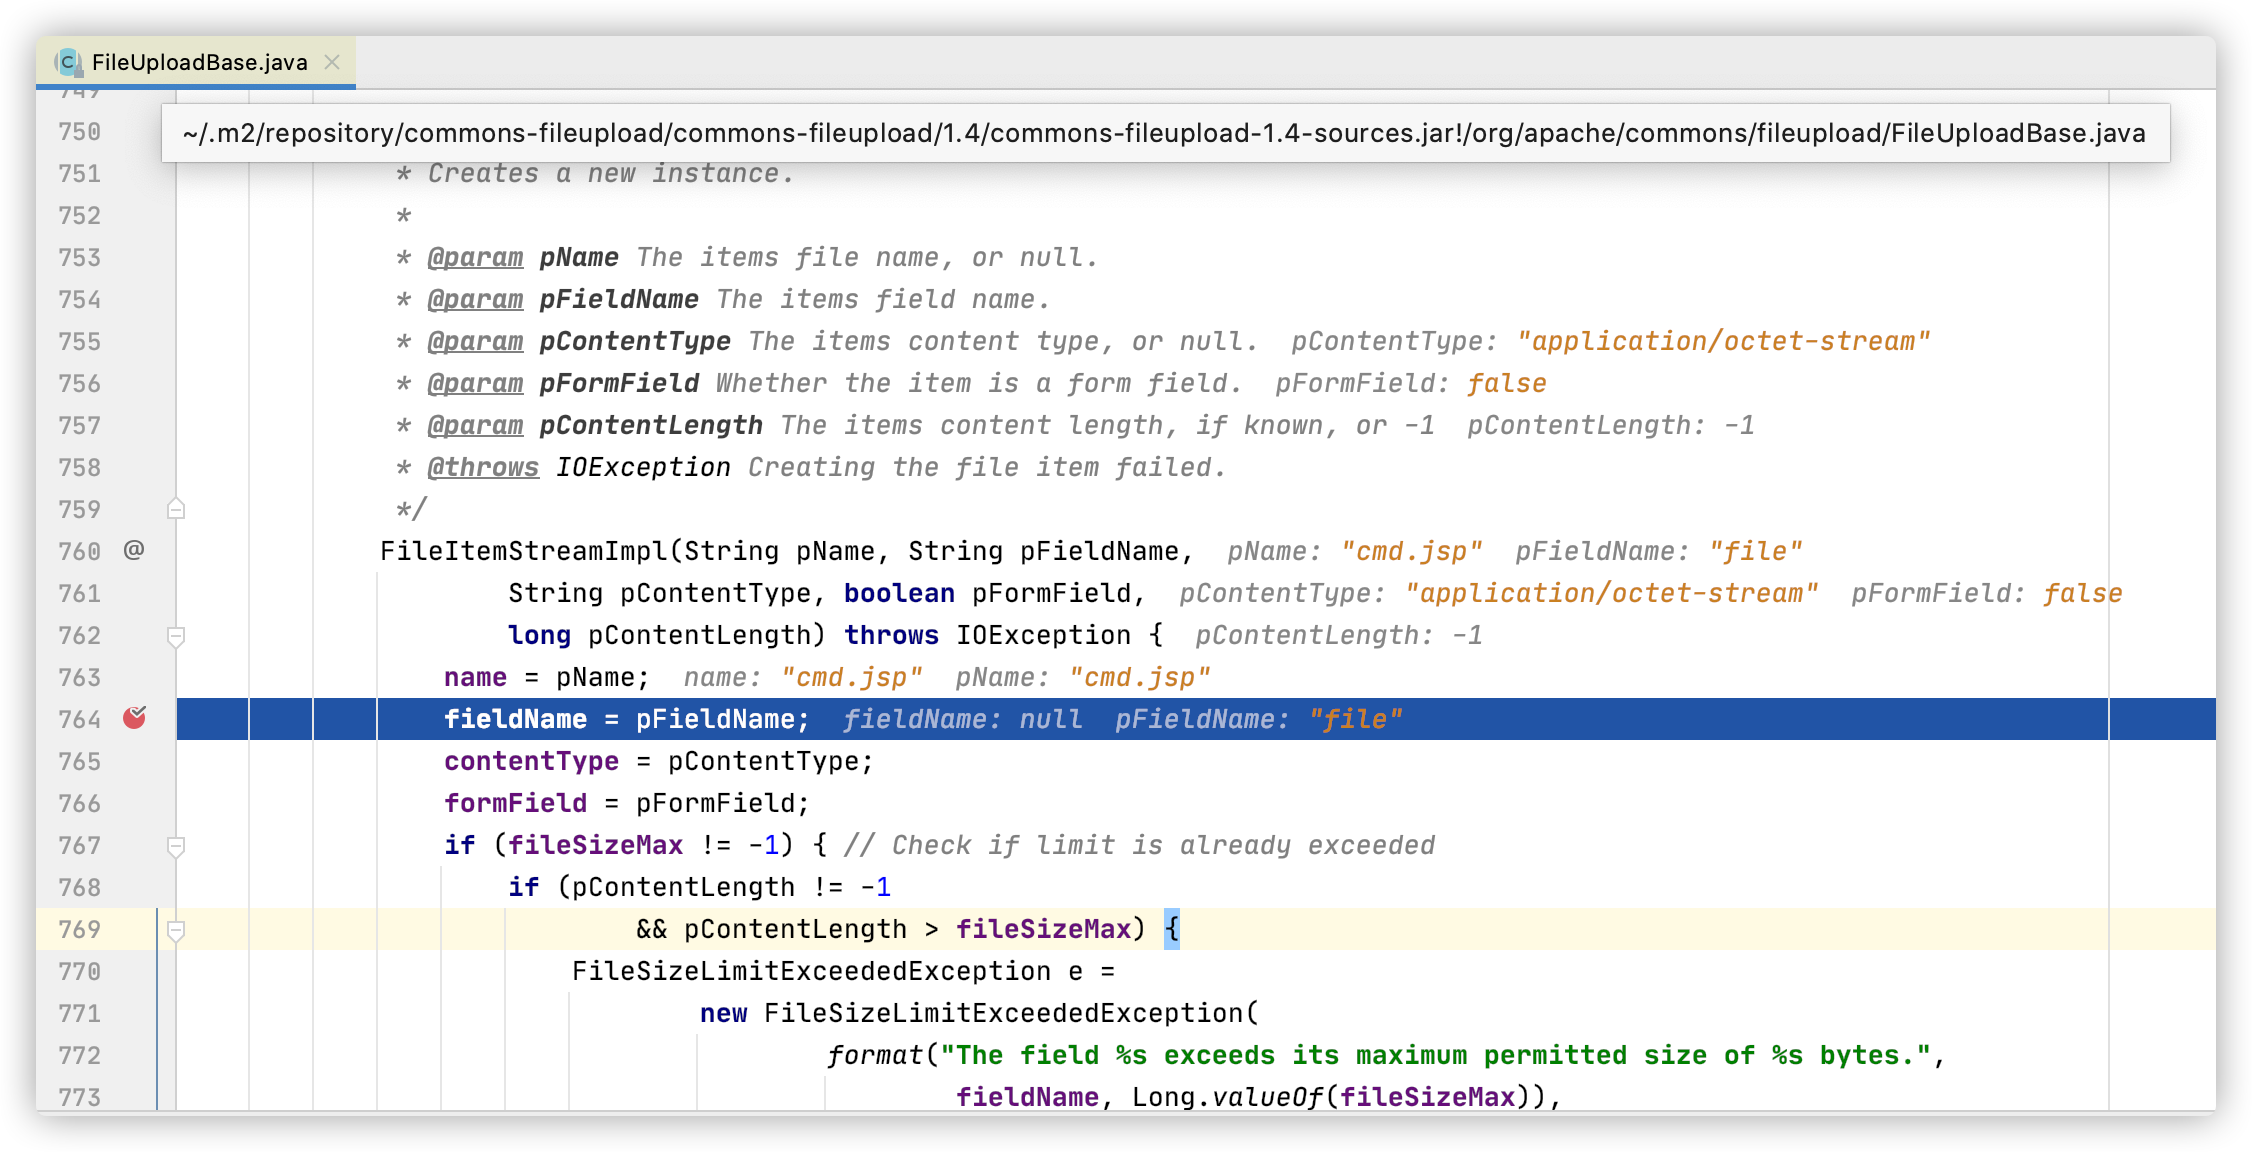 FileUploadBase.java
749
750
~/.m2/repository/commons-fileupload/commons-fileupload/1.4/commons-fileupload-1.4-sources.jar!/org/apache/commons/fileupload/FileUploadBase.java
751 * Creates a new instance.
752 *
753 * @param pName The items file name, or null.
754 * @param pFieldName The items field name.
755 * @param pContentType The items content type, or null. pContentType: "application/octet-stream"
756 * @param pFormField Whether the item is a form field. pFormField: false
757 * @param pContentLength The items content length, if known, or -1 pContentLength: -1
758 * @throws IOException Creating the file item failed.
759 */
760 @ FileItemStreamImpl(String pName, String pFieldName, pName: "cmd.jsp" pFieldName: "file"
761 String pContentType, boolean pFormField, pContentType: "application/octet-stream" pFormField: false
762 long pContentLength) throws IOException { pContentLength: -1
763 name = pName; name: "cmd.jsp" pName: "cmd.jsp"
764 fieldName = pFieldName; fieldName: null pFieldName: "file"
765 contentType = pContentType;
766 formField = pFormField;
767 if (fileSizeMax != -1) { // Check if limit is already exceeded
768 if (pContentLength != -1
769 && pContentLength > fileSizeMax) {
770 FileSizeLimitExceededException e =
771 new FileSizeLimitExceededException(
772 format("The field %s exceeds its maximum permitted size of %s bytes.",
773 fieldName, Long.valueOf(fileSizeMax)),